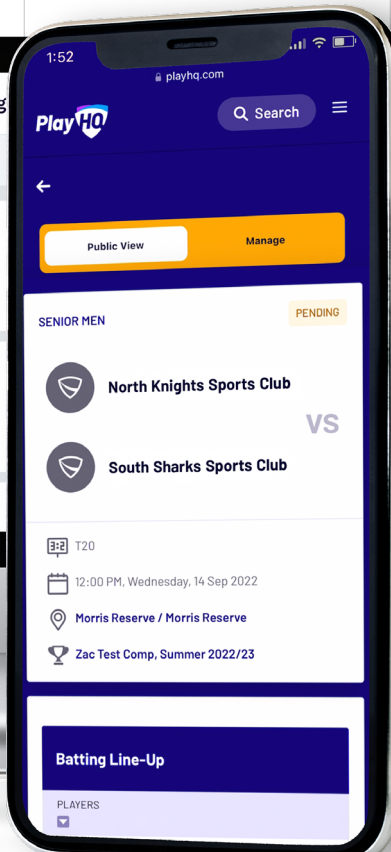 1:52
playhq.com
PlayHQ
Search
Public View
Manage
SENIOR MEN
PENDING
North Knights Sports Club
VS
South Sharks Sports Club
3:2 T20
12:00 PM, Wednesday, 14 Sep 2022
Morris Reserve / Morris Reserve
Zac Test Comp, Summer 2022/23
Batting Line-Up
PLAYERS
g